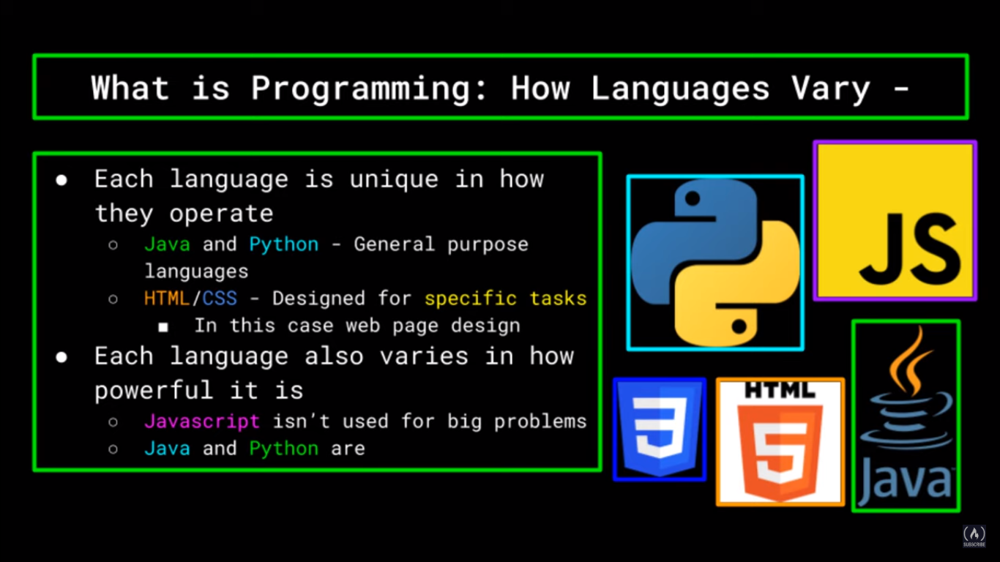 What is Programming: How Languages Vary -
● Each language is unique in how
they operate
○ Java and Python - General purpose
languages
○ HTML/CSS - Designed for specific tasks
■ In this case web page design
● Each language also varies in how
powerful it is
○ Javascript isn't used for big problems
○ Java and Python are
JS
3
HTML
5
Java
SUBSCRIBE